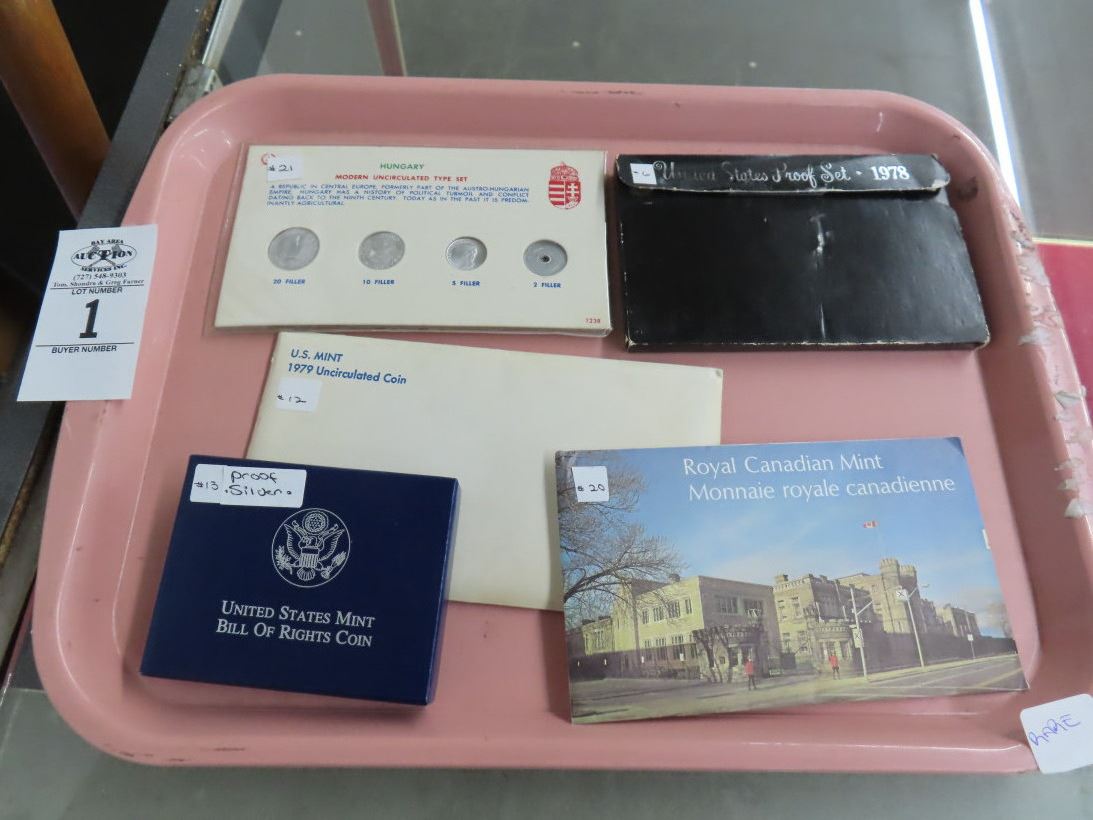 BAY AREA
AUCTION
SERVICES INC.
(727) 548-9303
Tom, Shondra & Greg Farner
LOT NUMBER
1
BUYER NUMBER
#21
HUNGARY
MODERN UNCIRCULATED TYPE SET
A REPUBLIC IN CENTRAL EUROPE, FORMERLY PART OF THE AUSTRO-HUNGARIAN
EMPIRE. HUNGARY HAS A HISTORY OF POLITICAL TURMOIL AND CONFLICT
DATING BACK TO THE NINTH CENTURY. TODAY AS IN THE PAST IT IS PREDOM-
INANTLY AGRICULTURAL.
20 FILLER
10 FILLER
5 FILLER
2 FILLER
1238
United States Proof Set • 1978
U.S. MINT
1979 Uncirculated Coin
#12
#13
Proof
.Silver.
UNITED STATES MINT
BILL OF RIGHTS COIN
#20
Royal Canadian Mint
Monnaie royale canadienne
RARE